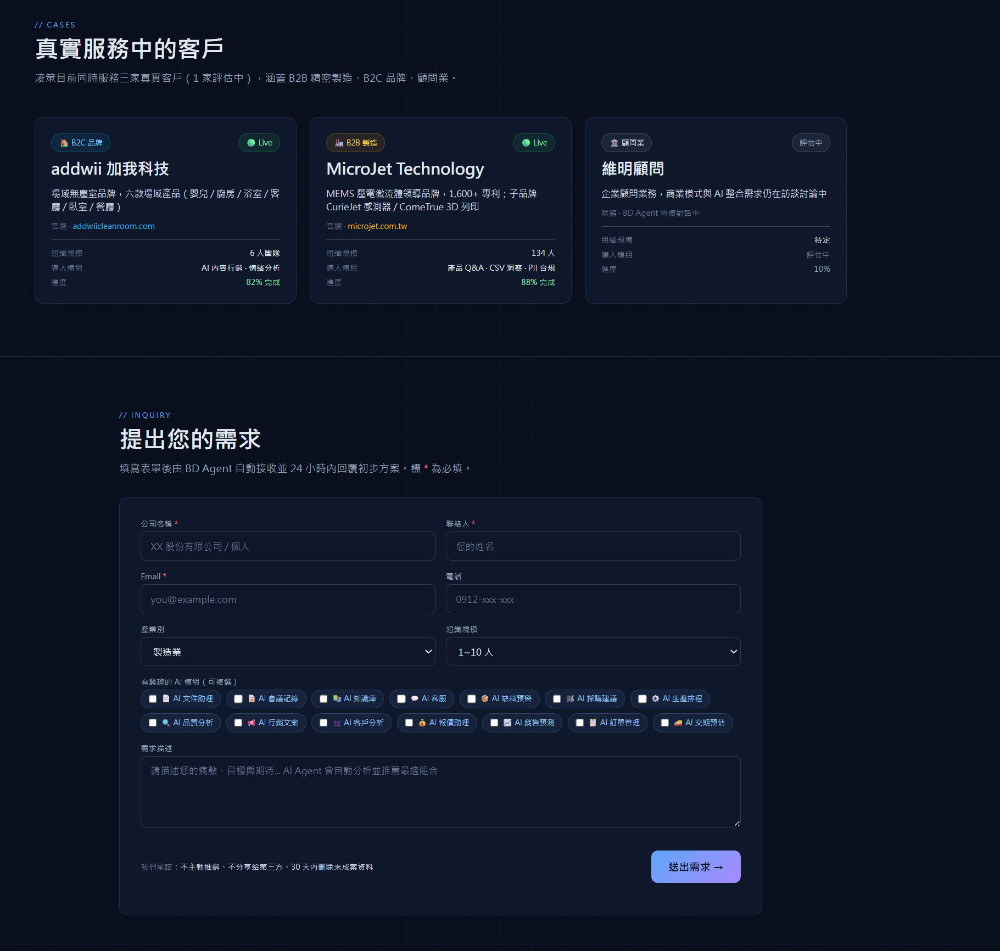 // CASES
真實服務中的客戶
凌策目前同時服務三家真實客戶（1 家評估中），涵蓋 B2B 精密製造、B2C 品牌、顧問業。
B2C 品牌
Live
addwii 加我科技
場域無塵室品牌，六款場域產品（嬰兒 / 廚房 / 浴室 / 客
廳 / 臥室 / 餐廳）
官網 · addwiicleanroom.com
組織規模
6 人團隊
導入模組
AI 內容行銷 · 情緒分析
進度
82% 完成
B2B 製造
Live
MicroJet Technology
MEMS 壓電微流體領導品牌，1,600+ 專利；子品牌
CurieJet 感測器 / ComeTrue 3D 列印
官網 · microjet.com.tw
組織規模
134 人
導入模組
產品 Q&A · CSV 洞察 · PII 合規
進度
88% 完成
顧問業
評估中
維明顧問
企業顧問業務，商業模式與 AI 整合需求仍在訪談討論中
狀態 · BD Agent 持續對話中
組織規模
待定
導入模組
評估中
進度
10%
// INQUIRY
提出您的需求
填寫表單後由 BD Agent 自動接收並 24 小時內回覆初步方案。標 * 為必填。
公司名稱 *
聯絡人 *
XX 股份有限公司 / 個人
您的姓名
Email *
電話
you@example.com
0912-xxx-xxx
產業別
組織規模
製造業
1~10 人
有興趣的 AI 模組（可複選）
AI 文件助理
AI 會議記錄
AI 知識庫
AI 客服
AI 缺料預警
AI 採購建議
AI 生產排程
AI 品質分析
AI 行銷文案
AI 客戶分析
AI 報價助理
AI 銷售預測
AI 訂單管理
AI 交期預估
需求描述
請描述您的痛點、目標與期待... AI Agent 會自動分析並推薦最適組合
我們承諾：不主動推銷、不分享給第三方、30 天內刪除未成案資料
送出需求 →